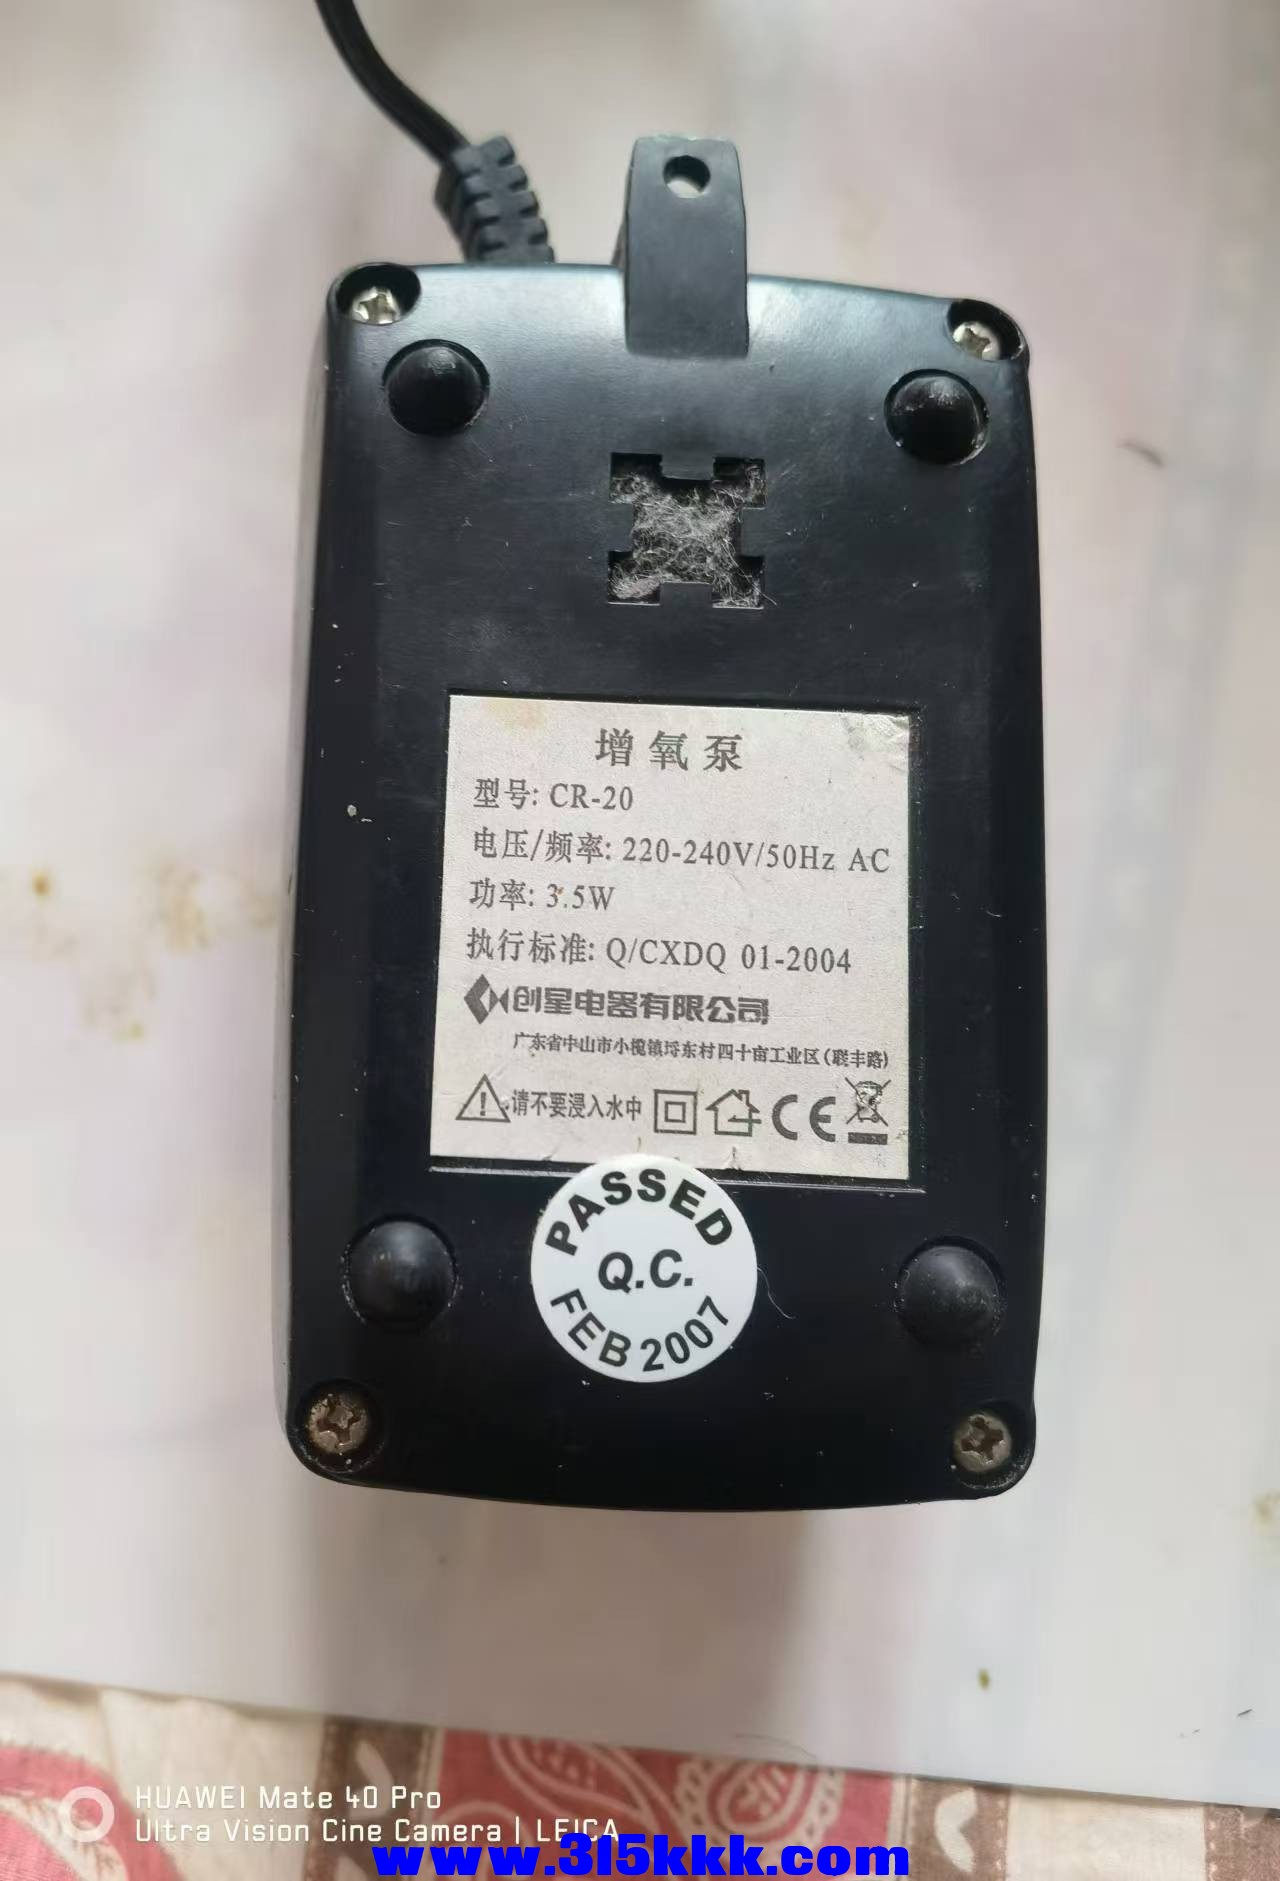 增氧泵
型号: CR-20
电压/频率: 220-240V/50Hz AC
功率: 3.5W
执行标准: Q/CXDQ 01-2004
创星电器有限公司
广东省中山市小榄镇埒东村四十亩工业区(联丰路)
请不要浸入水中 CE
PASSED
Q.C.
FEB 2007
HUAWEI Mate 40 Pro
Ultra Vision Cine Camera | LEICA
www.315kkk.com